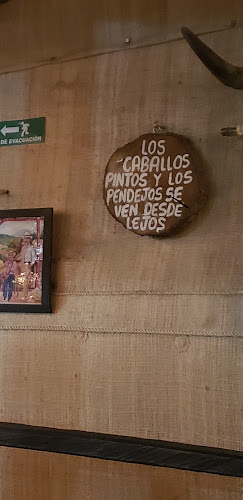 DE EVACUACIÓN
LOS
CABALLOS
PINTOS Y LOS
PENDEJOS SE
VEN DESDE
LEJOS